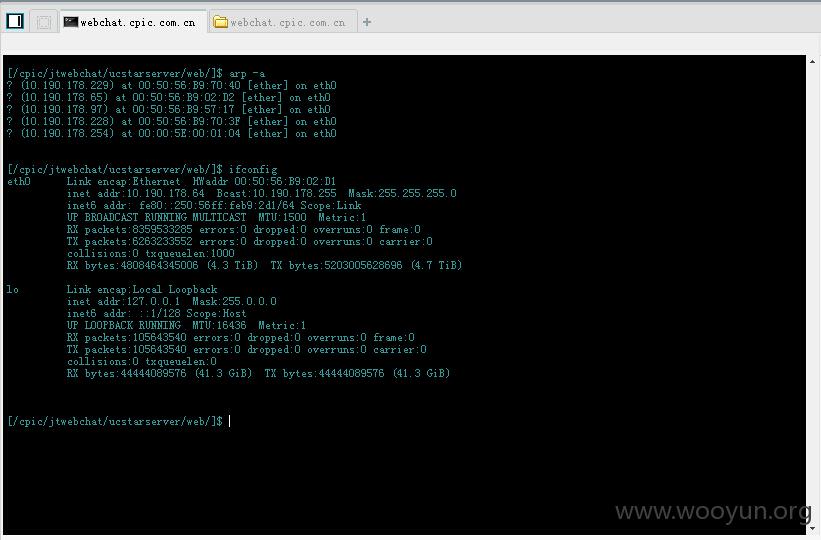 webchat.cpic.com.cn webchat.cpic.com.cn +
[/cpic/jtwebchat/ucstarserver/web/]$ arp -a
? (10.190.178.229) at 00:50:56:B9:70:40 [ether] on eth0
? (10.190.178.65) at 00:50:56:B9:02:D2 [ether] on eth0
? (10.190.178.97) at 00:50:56:B9:57:17 [ether] on eth0
? (10.190.178.228) at 00:50:56:B9:70:3F [ether] on eth0
? (10.190.178.254) at 00:00:5E:00:01:04 [ether] on eth0
[/cpic/jtwebchat/ucstarserver/web/]$ ifconfig
eth0 Link encap:Ethernet HWaddr 00:50:56:B9:02:D1
inet addr:10.190.178.64 Bcast:10.190.178.255 Mask:255.255.255.0
inet6 addr: fe80::250:56ff:feb9:2d1/64 Scope:Link
UP BROADCAST RUNNING MULTICAST MTU:1500 Metric:1
RX packets:8359533285 errors:0 dropped:0 overruns:0 frame:0
TX packets:6263233552 errors:0 dropped:0 overruns:0 carrier:0
collisions:0 txqueuelen:1000
RX bytes:4808464345006 (4.3 TiB) TX bytes:5203005628696 (4.7 TiB)
lo Link encap:Local Loopback
inet addr:127.0.0.1 Mask:255.0.0.0
inet6 addr: ::1/128 Scope:Host
UP LOOPBACK RUNNING MTU:16436 Metric:1
RX packets:105643540 errors:0 dropped:0 overruns:0 frame:0
TX packets:105643540 errors:0 dropped:0 overruns:0 carrier:0
collisions:0 txqueuelen:0
RX bytes:44444089576 (41.3 GiB) TX bytes:44444089576 (41.3 GiB)
[/cpic/jtwebchat/ucstarserver/web/]$
www.wooyun.org